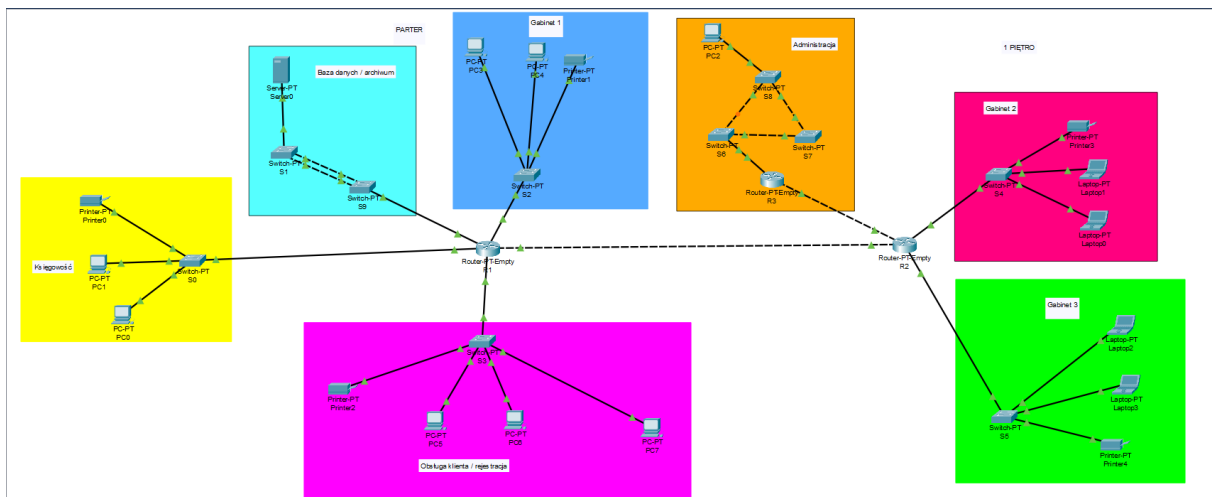 PARTER
1 PIĘTRO
Baza danych / archiwum
Server-PT
Server0
Switch-PT
S1
Switch-PT
S9
Gabinet 1
PC-PT
PC3
PC-PT
PC4
Printer-PT
Printer1
Switch-PT
S2
Administracja
PC-PT
PC2
Switch-PT
S8
Switch-PT
S6
Switch-PT
S7
Router-PT-Empty
R3
Gabinet 2
Printer-PT
Printer3
Switch-PT
S4
Laptop-PT
Laptop1
Laptop-PT
Laptop0
Księgowość
Printer-PT
Printer0
PC-PT
PC1
Switch-PT
S0
PC-PT
PC0
Router-PT-Empty
R1
Router-PT-Empty
R2
Switch-PT
S3
Printer-PT
Printer2
PC-PT
PC5
PC-PT
PC6
PC-PT
PC7
Obsługa klienta / rejestracja
Gabinet 3
Laptop-PT
Laptop2
Laptop-PT
Laptop3
Switch-PT
S5
Printer-PT
Printer4